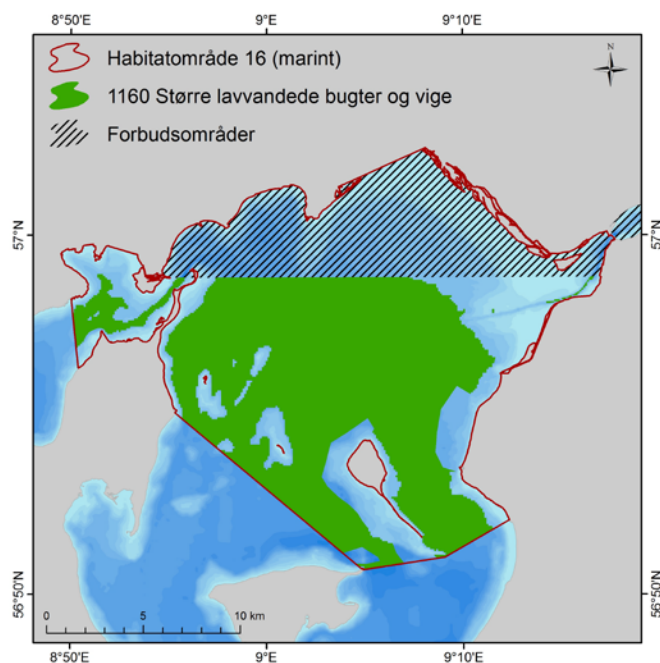 8°50'E 9°E 9°10'E
N
Habitatområde 16 (marint)
1160 Større lavvandede bugter og vige
Forbudsområder
57°N 57°N
56°50'N 56°50'N
0 5 10 km
8°50'E 9°E 9°10'E